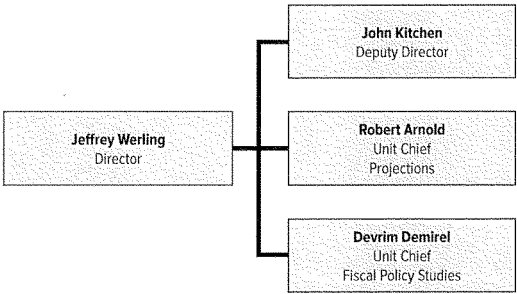 John Kitchen
Deputy Director
Jeffrey Werling
Director
Robert Arnold
Unit Chief
Projections
Devrim Demirel
Unit Chief
Fiscal Policy Studies